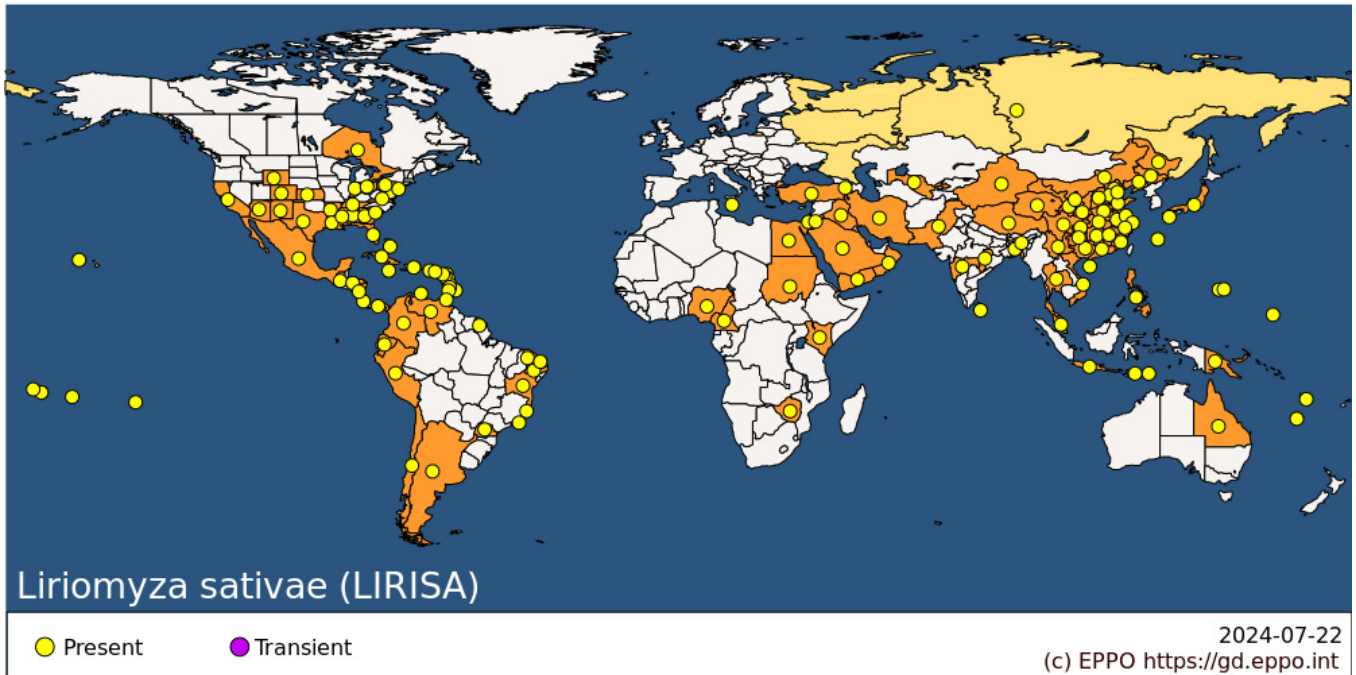 Liriomyza sativae (LIRISA)
Present
Transient
2024-07-22
(c) EPPO https://gd.eppo.int